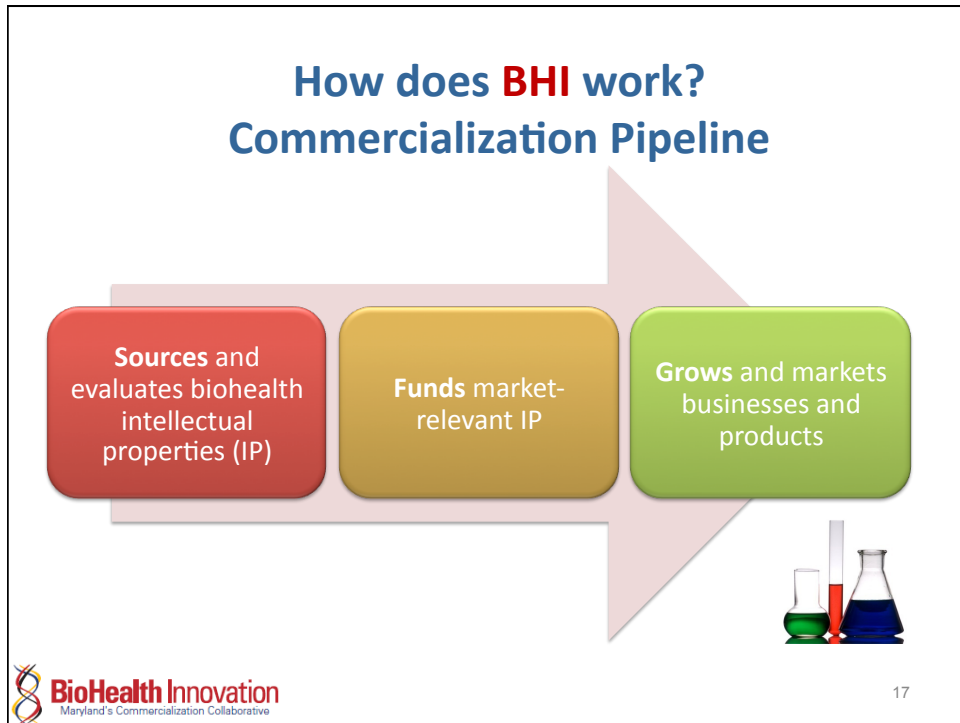 How does BHI work?
Commercialization Pipeline
Sources and
evaluates biohealth
intellectual
properties (IP)
Funds market-
relevant IP
Grows and markets
businesses and
products
BioHealth Innovation
Maryland's Commercialization Collaborative
17